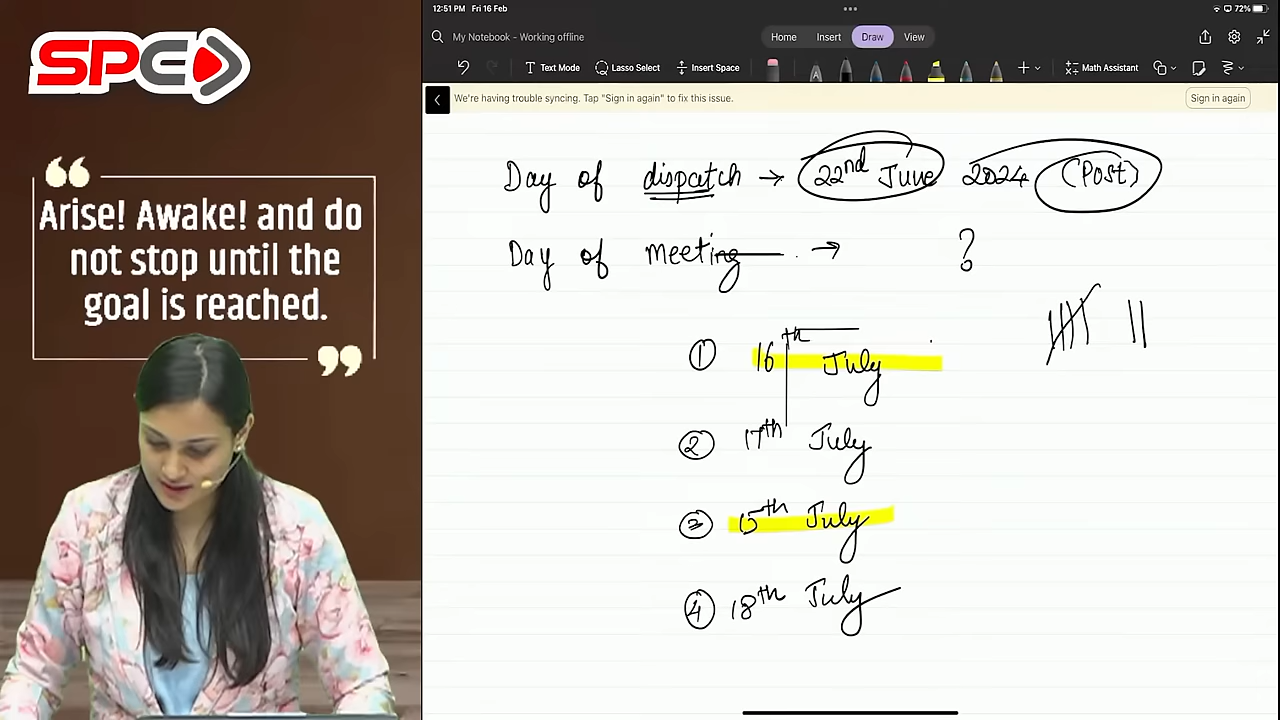 SPC
12:51 PM Fri 16 Feb
72%
My Notebook - Working offline
Home Insert Draw View
Text Mode Lasso Select Insert Space Math Assistant
We're having trouble syncing. Tap "Sign in again" to fix this issue.
Sign in again
“
Arise! Awake! and do
not stop until the
goal is reached.
”
Day of dispatch → 22nd June 2024 (Post)
Day of meeting → ?
① 16th July
② 17th July
③ 15th July
④ 18th July